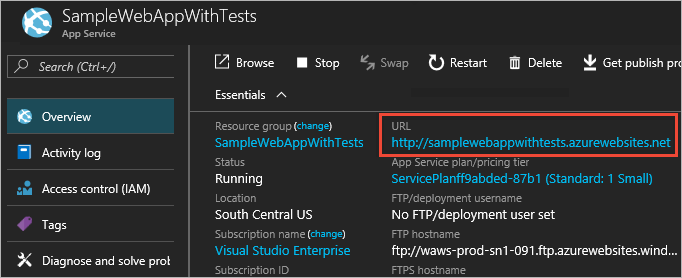 SampleWebAppWithTests
App Service
Search (Ctrl+/)
Overview
Activity log
Access control (IAM)
Tags
Diagnose and solve prob
Browse Stop Swap Restart Delete Get publish pro
Essentials
Resource group (change)
SampleWebAppWithTests
Status
Running
Location
South Central US
Subscription name (change)
Visual Studio Enterprise
Subscription ID
URL
http://samplewebappwithtests.azurewebsites.net
App Service plan/pricing tier
ServicePlanff9abded-87b1 (Standard: 1 Small)
FTP/deployment username
No FTP/deployment user set
FTP hostname
ftp://waws-prod-sn1-091.ftp.azurewebsites.wind
FTPS hostname